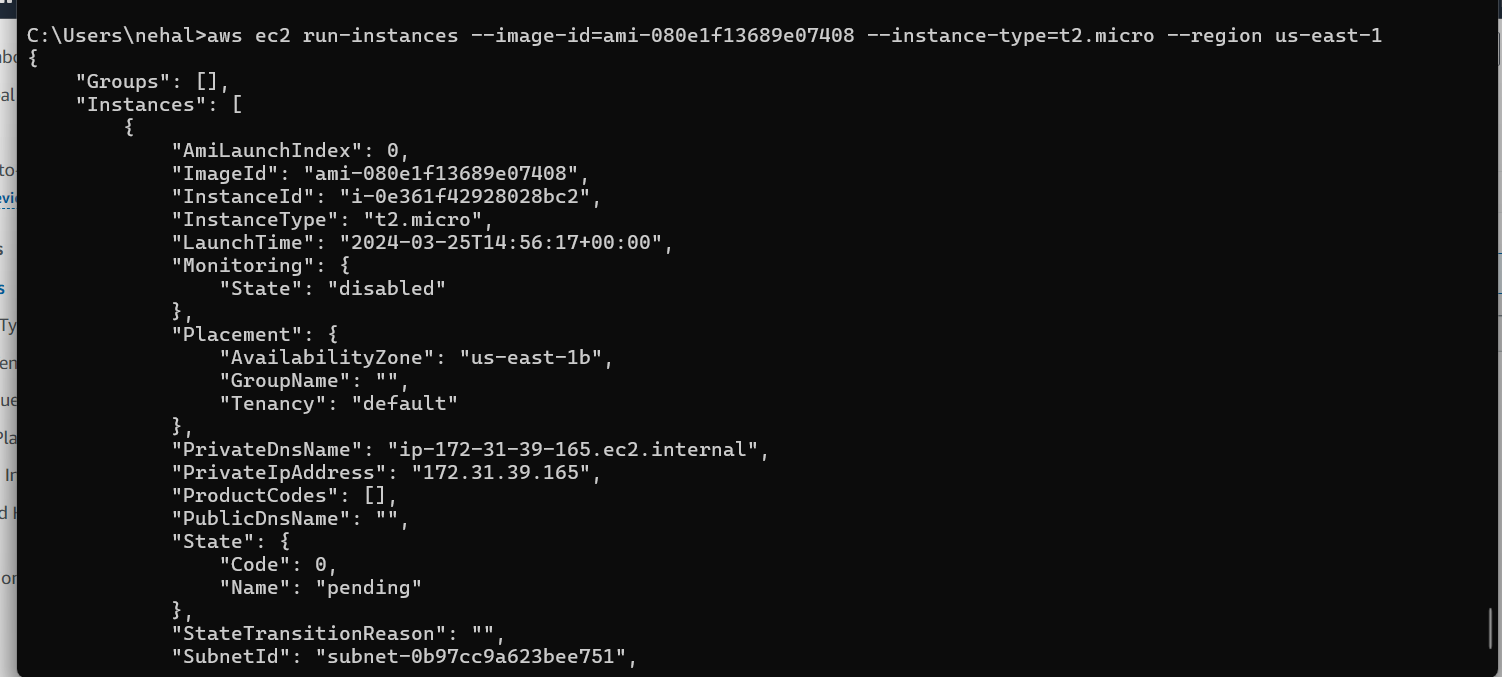 C:\Users\nehal>aws ec2 run-instances --image-id=ami-080e1f13689e07408 --instance-type=t2.micro --region us-east-1
{
    "Groups": [],
    "Instances": [
        {
            "AmiLaunchIndex": 0,
            "ImageId": "ami-080e1f13689e07408",
            "InstanceId": "i-0e361f42928028bc2",
            "InstanceType": "t2.micro",
            "LaunchTime": "2024-03-25T14:56:17+00:00",
            "Monitoring": {
                "State": "disabled"
            },
            "Placement": {
                "AvailabilityZone": "us-east-1b",
                "GroupName": "",
                "Tenancy": "default"
            },
            "PrivateDnsName": "ip-172-31-39-165.ec2.internal",
            "PrivateIpAddress": "172.31.39.165",
            "ProductCodes": [],
            "PublicDnsName": "",
            "State": {
                "Code": 0,
                "Name": "pending"
            },
            "StateTransitionReason": "",
            "SubnetId": "subnet-0b97cc9a623bee751",